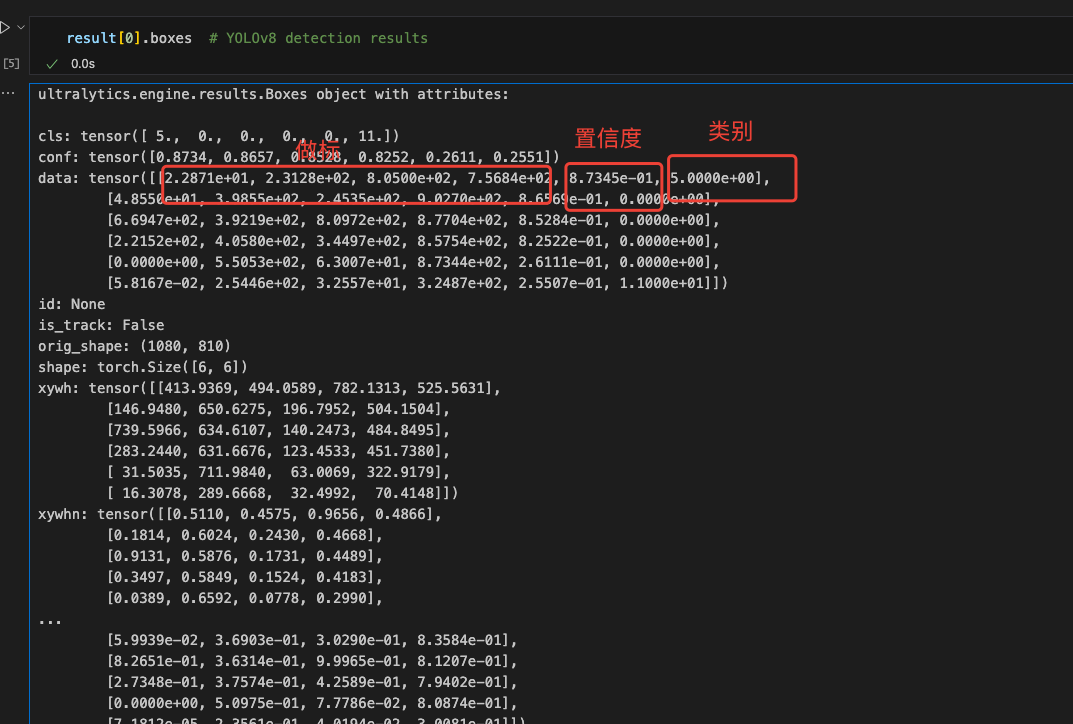 result[0].boxes  # YOLOv8 detection results
[5]
0.0s
...
ultralytics.engine.results.Boxes object with attributes:
cls: tensor([ 5.,  0.,  0.,  0.,  0., 11.])
做标
置信度
类别
conf: tensor([0.8734, 0.8657, 0.8528, 0.8252, 0.2611, 0.2551])
data: tensor([[2.2871e+01, 2.3128e+02, 8.0500e+02, 7.5684e+02, 8.7345e-01, 5.0000e+00],
[4.8550e+01, 3.9855e+02, 2.4535e+02, 9.0270e+02, 8.6569e-01, 0.0000e+00],
[6.6947e+02, 3.9219e+02, 8.0972e+02, 8.7704e+02, 8.5284e-01, 0.0000e+00],
[2.2152e+02, 4.0580e+02, 3.4497e+02, 8.5754e+02, 8.2522e-01, 0.0000e+00],
[0.0000e+00, 5.5053e+02, 6.3007e+01, 8.7344e+02, 2.6111e-01, 0.0000e+00],
[5.8167e-02, 2.5446e+02, 3.2557e+01, 3.2487e+02, 2.5507e-01, 1.1000e+01]])
id: None
is_track: False
orig_shape: (1080, 810)
shape: torch.Size([6, 6])
xywh: tensor([[413.9369, 494.0589, 782.1313, 525.5631],
[146.9480, 650.6275, 196.7952, 504.1504],
[739.5966, 634.6107, 140.2473, 484.8495],
[283.2440, 631.6676, 123.4533, 451.7380],
[ 31.5035, 711.9840,  63.0069, 322.9179],
[ 16.3078, 289.6668,  32.4992,  70.4148]])
xywhn: tensor([[0.5110, 0.4575, 0.9656, 0.4866],
[0.1814, 0.6024, 0.2430, 0.4668],
[0.9131, 0.5876, 0.1731, 0.4489],
[0.3497, 0.5849, 0.1524, 0.4183],
[0.0389, 0.6592, 0.0778, 0.2990],
...
[5.9939e-02, 3.6903e-01, 3.0290e-01, 8.3584e-01],
[8.2651e-01, 3.6314e-01, 9.9965e-01, 8.1207e-01],
[2.7348e-01, 3.7574e-01, 4.2589e-01, 7.9402e-01],
[0.0000e+00, 5.0975e-01, 7.7786e-02, 8.0874e-01],
[7.1812e-05, 2.3561e-01, 4.0194e-02, 3.0081e-01]])